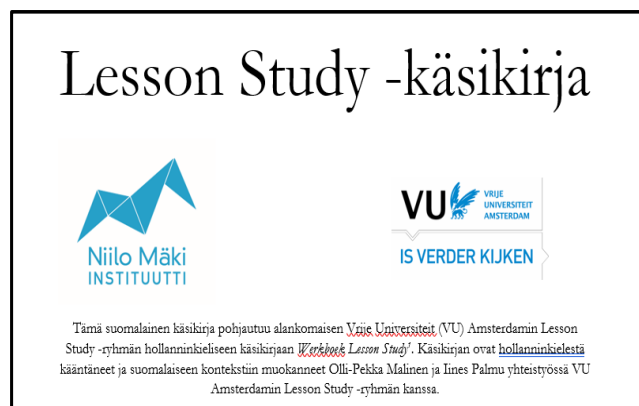 Lesson Study -käsikirja
Niilo Mäki
INSTITUUTTI
VU VRIJE
UNIVERSITEIT
AMSTERDAM
IS VERDER KIJKEN
Tämä suomalainen käsikirja pohjautuu alankomaisen Vrije Universiteit (VU) Amsterdamin Lesson
Study -ryhmän hollanninkieliseen käsikirjaan Werkboek Lesson Study¹. Käsikirjan ovat hollanninkielestä
kääntäneet ja suomalaiseen kontekstiin muokanneet Olli-Pekka Malinen ja Iines Palmu yhteistyössä VU
Amsterdamin Lesson Study -ryhmän kanssa.